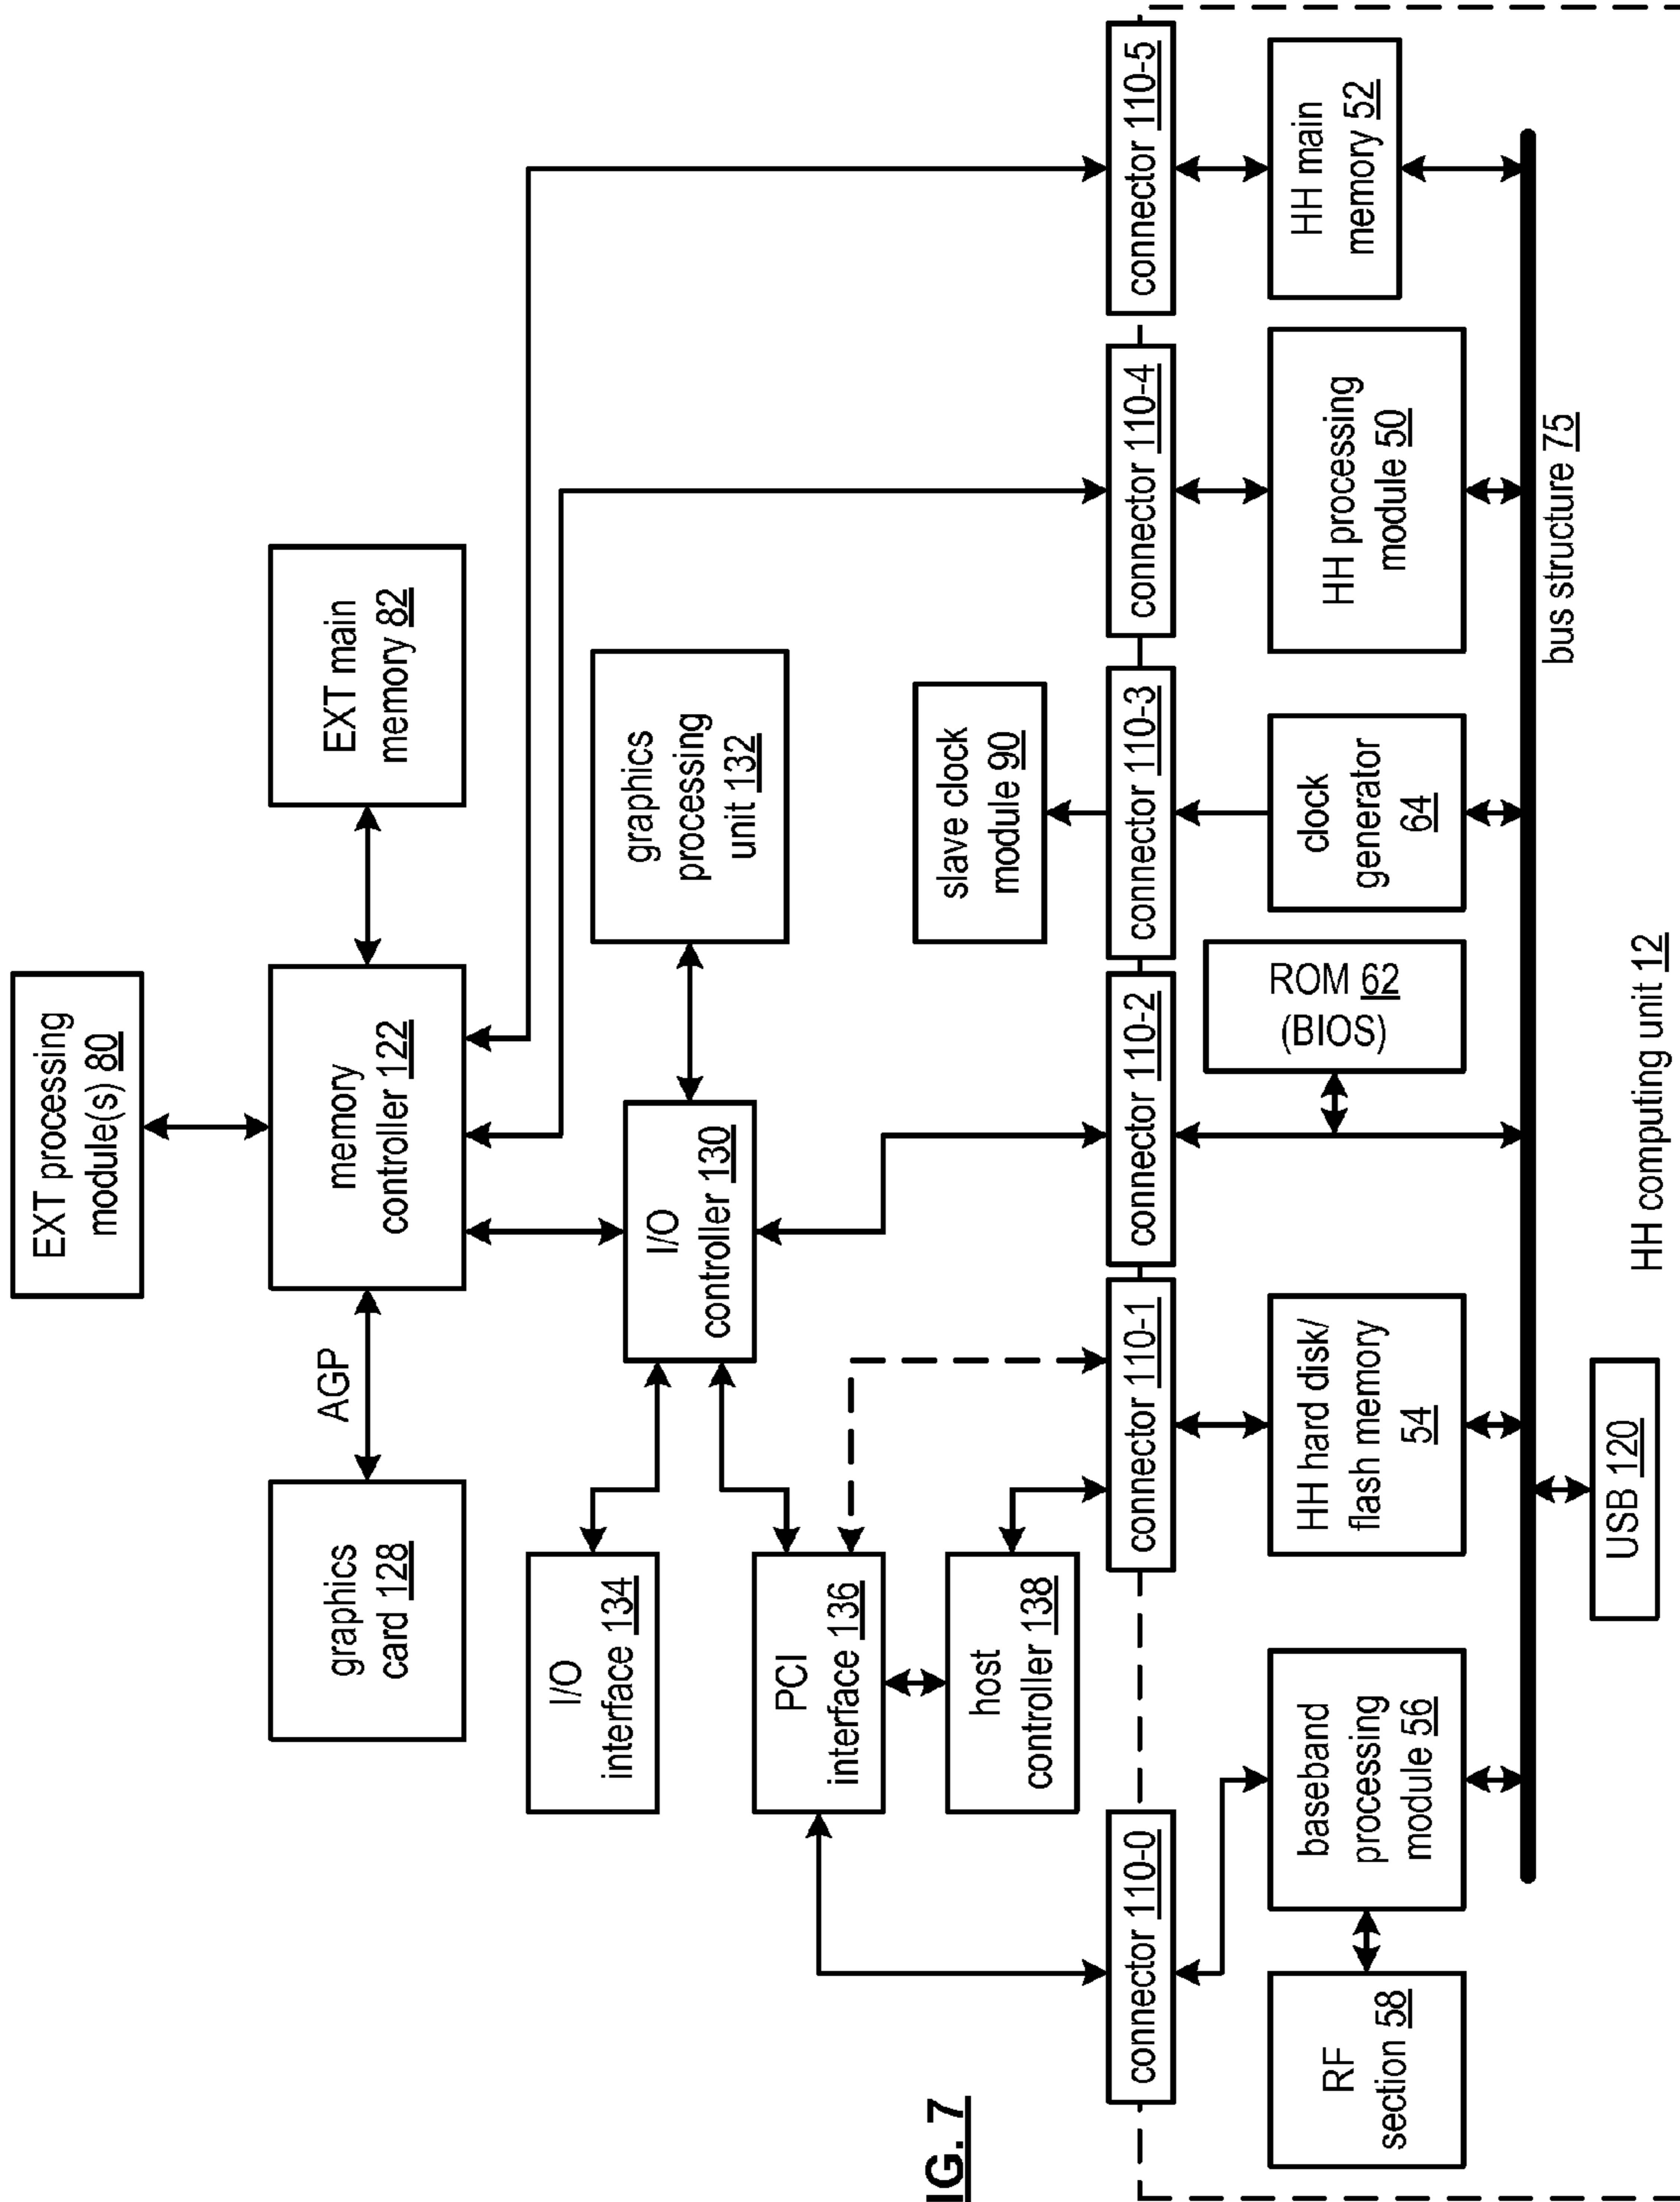 EXT processing
module(s) 80
graphics
card 128
AGP
memory
controller 122
EXT main
memory 82
I/O
interface 134
I/O
controller 130
graphics
processing
unit 132
PCI
interface 136
host
controller 138
slave clock
module 90
connector 110-0
connector 110-1
connector 110-2
connector 110-3
connector 110-4
connector 110-5
RF
section 58
baseband
processing
module 56
HH hard disk/
flash memory
54
ROM 62
(BIOS)
clock
generator
64
HH processing
module 50
HH main
memory 52
bus structure 75
USB 120
HH computing unit 12
IG. 7